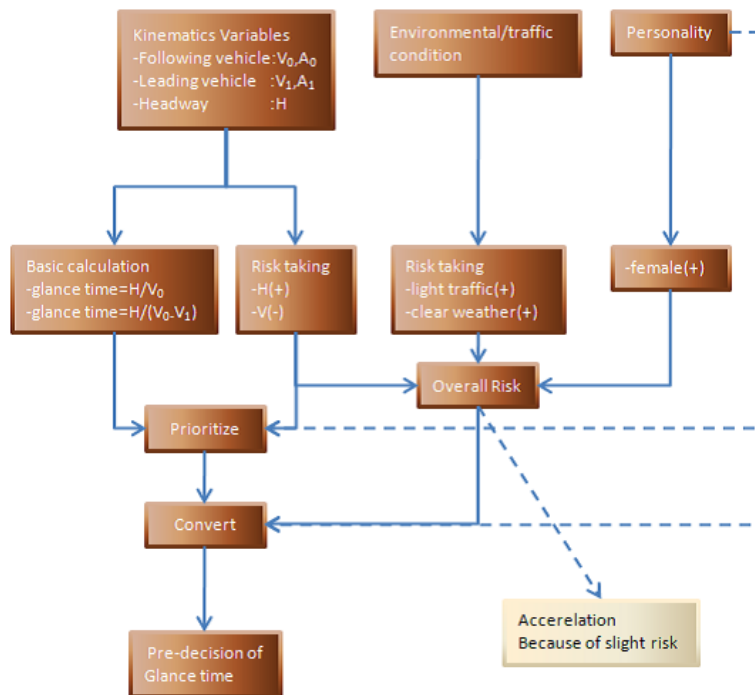 Kinematics Variables
-Following vehicle:V₀,A₀
-Leading vehicle :V₁,A₁
-Headway :H
Environmental/traffic
condition
Personality
Basic calculation
-glance time=H/V₀
-glance time=H/(V₀-V₁)
Risk taking
-H(+)
-V(-)
Risk taking
-light traffic(+)
-clear weather(+)
-female(+)
Overall Risk
Prioritize
Convert
Accerelation
Because of slight risk
Pre-decision of
Glance time